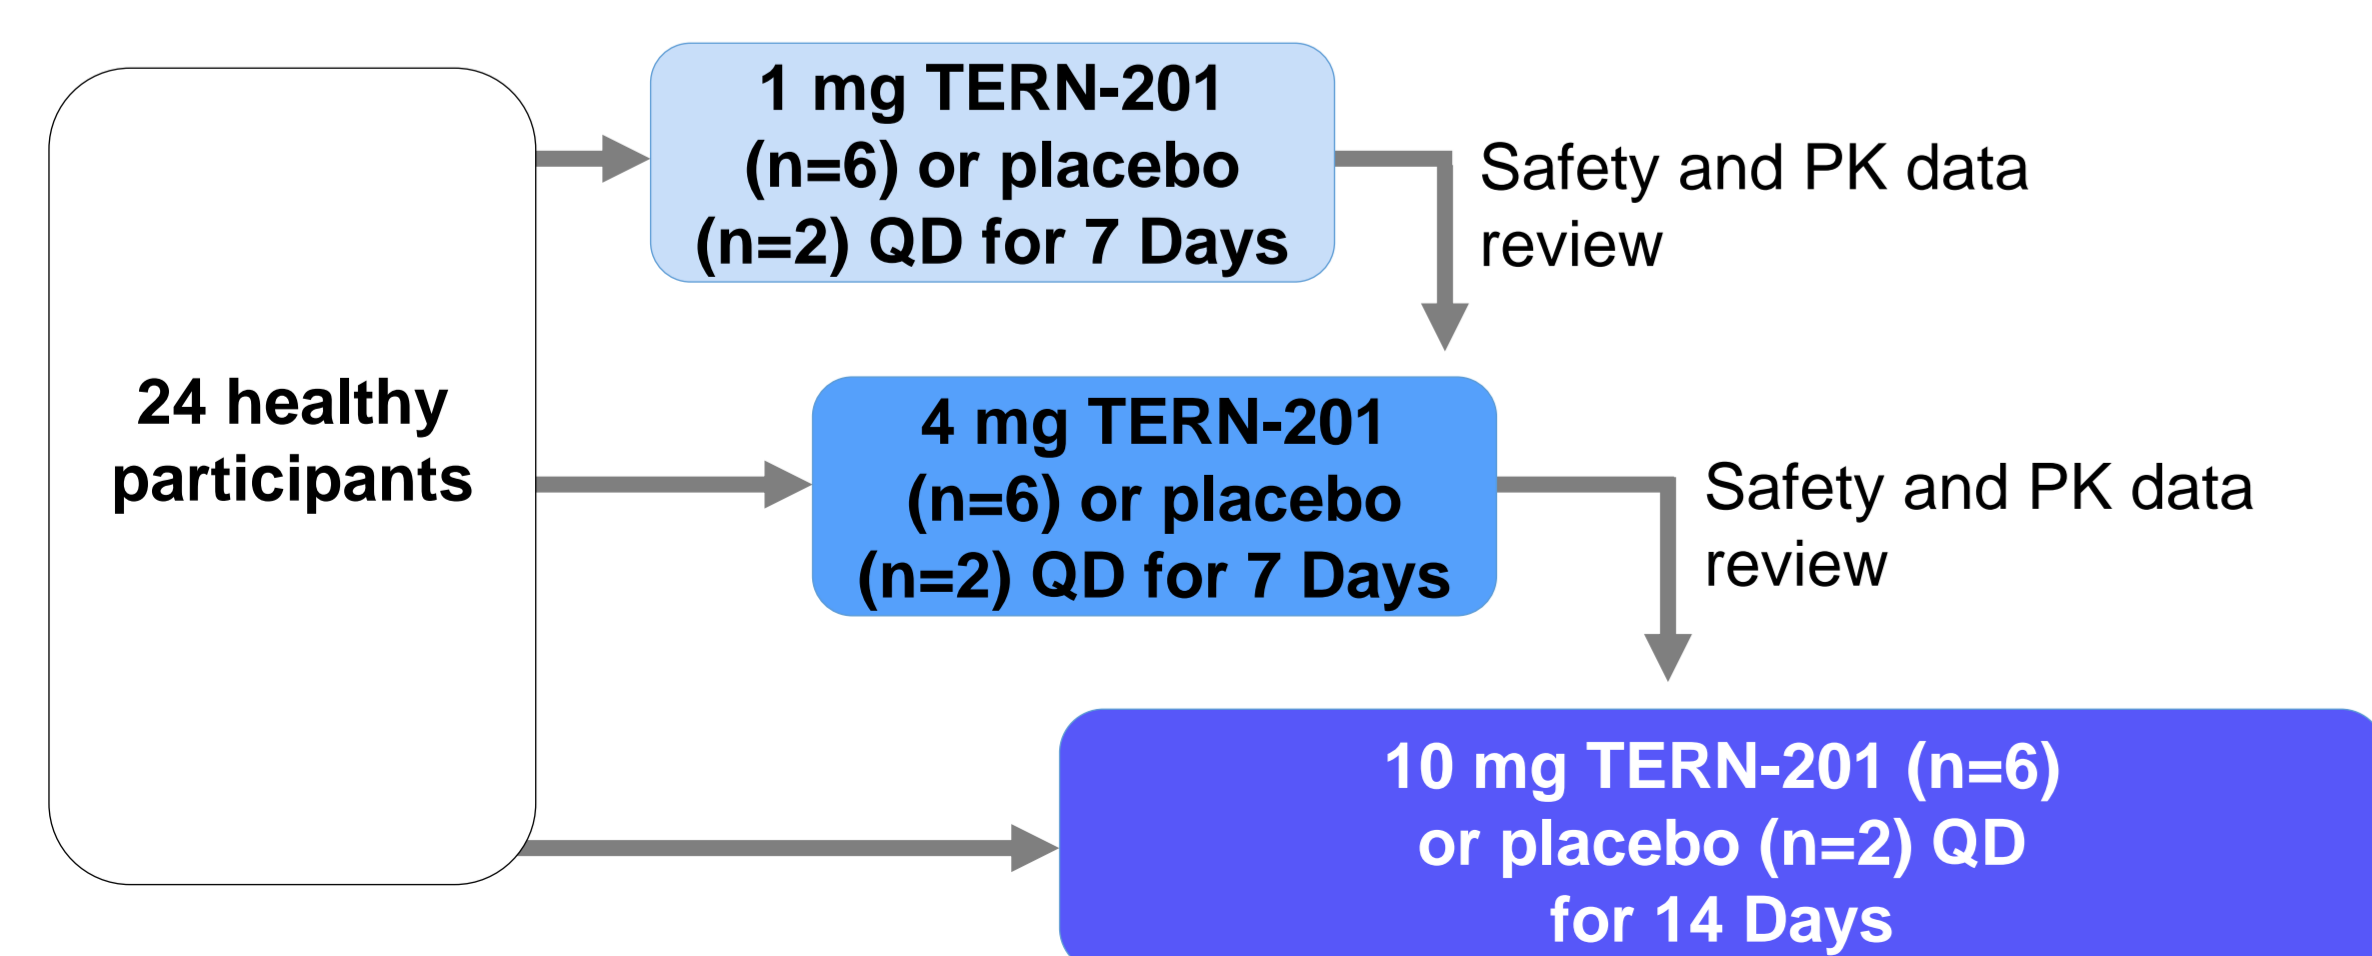 24 healthy
participants
1 mg TERN-201
(n=6) or placebo
(n=2) QD for 7 Days
Safety and PK data
review
4 mg TERN-201
(n=6) or placebo
(n=2) QD for 7 Days
Safety and PK data
review
10 mg TERN-201 (n=6)
or placebo (n=2) QD
for 14 Days